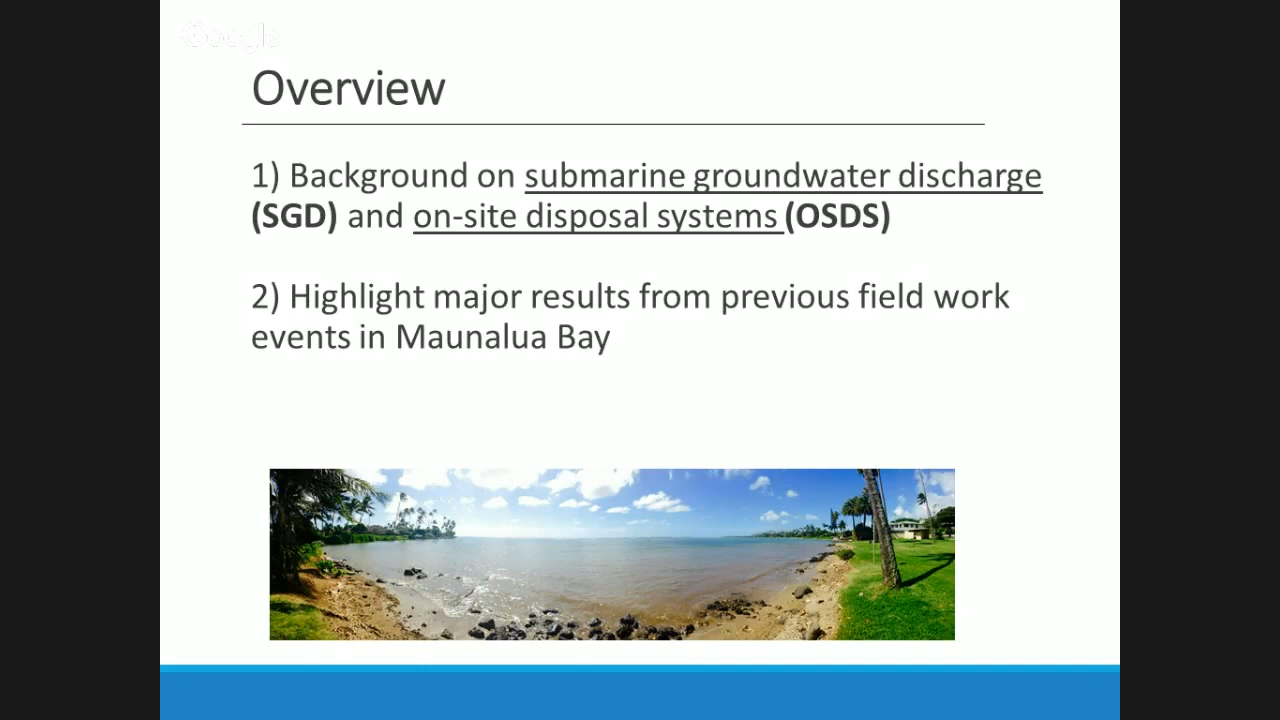 Google
Overview
1) Background on submarine groundwater discharge
(SGD) and on-site disposal systems (OSDS)
2) Highlight major results from previous field work
events in Maunalua Bay